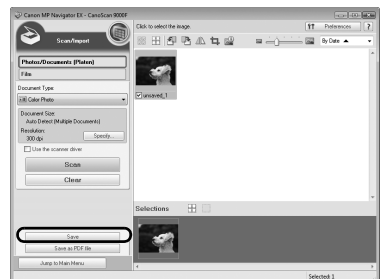 Canon MP Navigator EX - CanoScan 9000F
Scan/Import
Click to select the image.
Preferences
?
By Date
Photos/Documents (Platen)
Film
Document Type:
Color Photo
Document Size:
Auto Detect (Multiple Documents)
Resolution:
300 dpi
Specify...
Use the scanner driver
Scan
Clear
unsaved_1
Selections
Save
Save as PDF file
Jump to Main Menu
Selected: 1